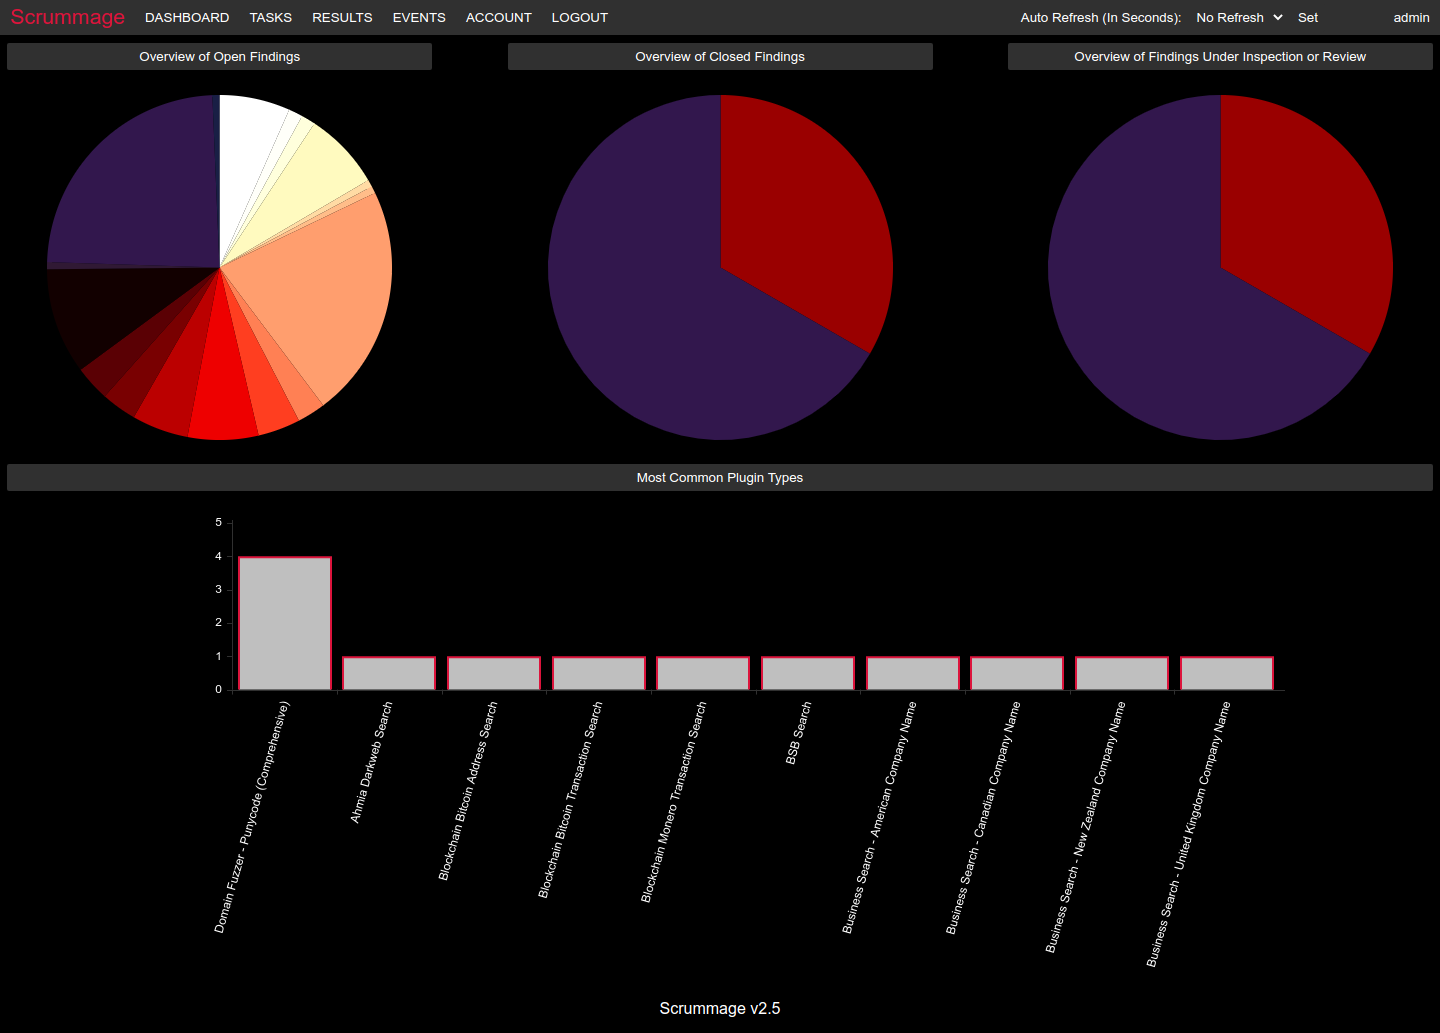 Scrummage DASHBOARD TASKS RESULTS EVENTS ACCOUNT LOGOUT Auto Refresh (In Seconds): No Refresh Set admin
Overview of Open Findings
Overview of Closed Findings
Overview of Findings Under Inspection or Review
Most Common Plugin Types
5
4
3
2
1
0
Domain Fuzzer - Punycode (Comprehensive)
Ahmia Darkweb Search
Blockchain Bitcoin Address Search
Blockchain Bitcoin Transaction Search
Blockchain Monero Transaction Search
BSB Search
Business Search - American Company Name
Business Search - Canadian Company Name
Business Search - New Zealand Company Name
Business Search - United Kingdom Company Name
Scrummage v2.5